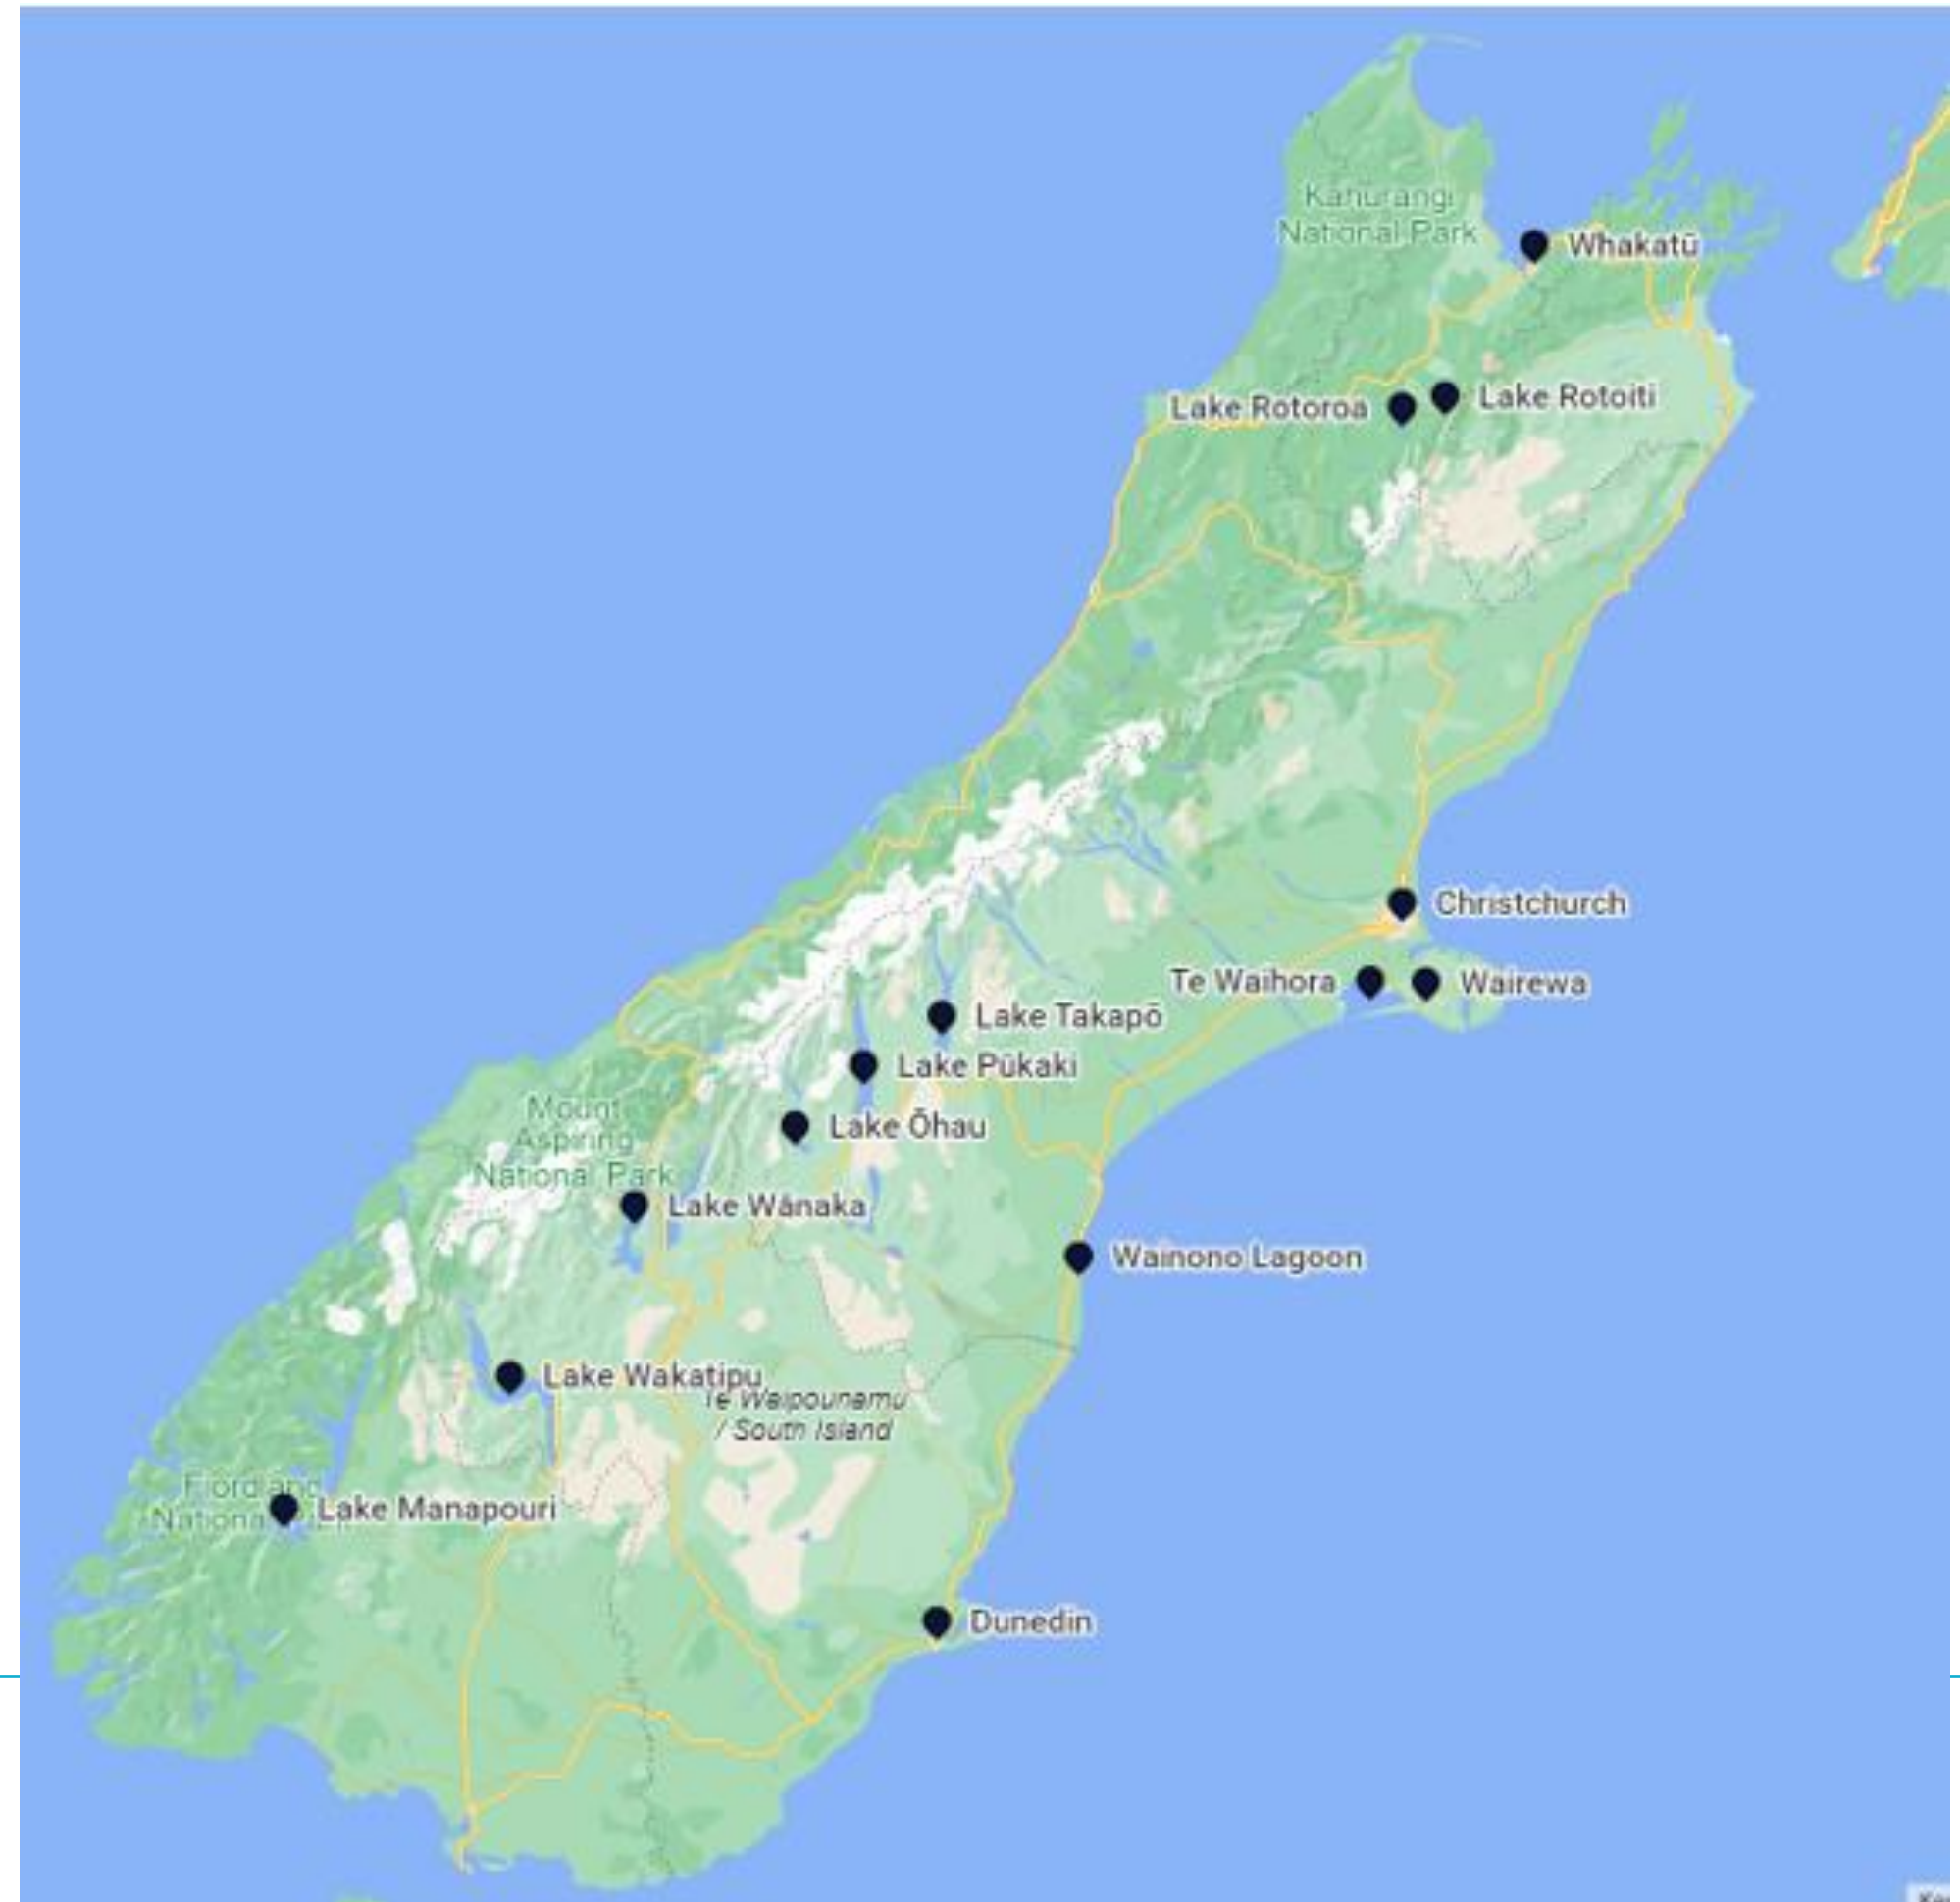 Kahurangi
National Park
Whakatū
Lake Rotoroa
Lake Rotoiti
Christchurch
Te Waihora
Wairewa
Lake Takapō
Lake Pūkaki
Lake Ōhau
Mount
Aspiring
National Park
Lake Wānaka
Wainono Lagoon
Lake Wakatipu
Te Waipounamu
/ South Island
Fiordland
Lake Manapouri
Dunedin